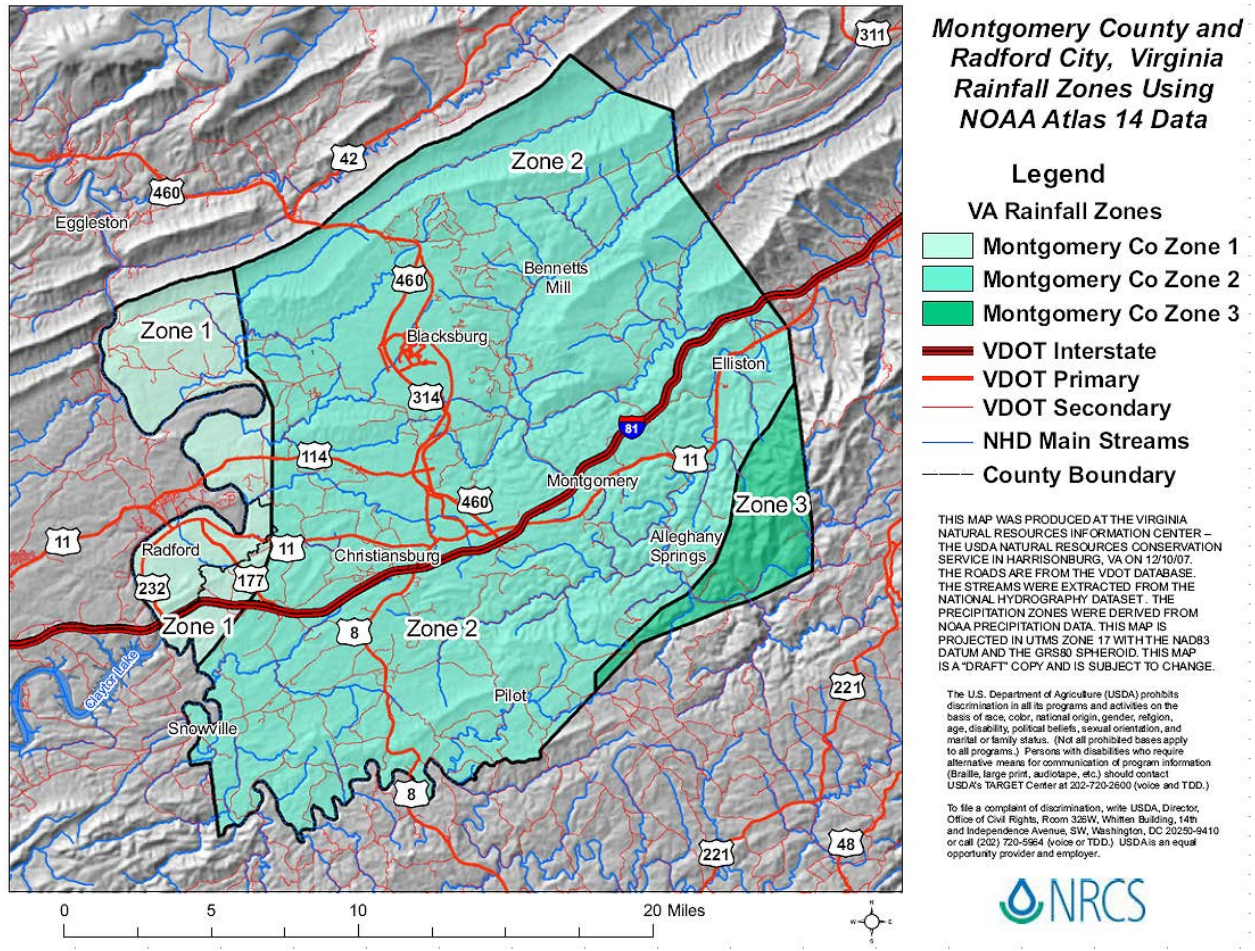 Montgomery County and
Radford City, Virginia
Rainfall Zones Using
NOAA Atlas 14 Data
Legend
VA Rainfall Zones
Montgomery Co Zone 1
Montgomery Co Zone 2
Montgomery Co Zone 3
VDOT Interstate
VDOT Primary
VDOT Secondary
NHD Main Streams
County Boundary
THIS MAP WAS PRODUCED AT THE VIRGINIA
NATURAL RESOURCES INFORMATION CENTER –
THE USDA NATURAL RESOURCES CONSERVATION
SERVICE IN HARRISONBURG, VA ON 12/10/07.
THE ROADS ARE FROM THE VDOT DATABASE.
THE STREAMS WERE EXTRACTED FROM THE
NATIONAL HYDROGRAPHY DATASET. THE
PRECIPITATION ZONES WERE DERIVED FROM
NOAA PRECIPITATION DATA. THIS MAP IS
PROJECTED IN UTMS ZONE 17 WITH THE NAD83
DATUM AND THE GRS80 SPHEROID. THIS MAP
IS A "DRAFT" COPY AND IS SUBJECT TO CHANGE.
The U.S. Department of Agriculture (USDA) prohibits
discrimination in all its programs and activities on the
basis of race, color, national origin, gender, religion,
age, disability, political beliefs, sexual orientation, and
marital or family status. (Not all prohibited bases apply
to all programs.) Persons with disabilities who require
alternative means for communication of program information
(Braille, large print, audiotape, etc.) should contact
USDA's TARGET Center at 202-720-2600 (voice and TDD.)
To file a complaint of discrimination, write USDA, Director,
Office of Civil Rights, Room 326W, Whitten Building, 14th
and Independence Avenue, SW, Washington, DC 20250-9410
or call (202) 720-5964 (voice or TDD.) USDA is an equal
opportunity provider and employer.
NRCS
311
42
Zone 2
460
Eggleston
Bennetts
Mill
460
Zone 1
Blacksburg
Elliston
314
81
114
11
Montgomery
460
Zone 3
11
Radford
11
Christiansburg
Alleghany
Springs
232
177
Zone 1
8
Zone 2
Claytor Lake
221
Pilot
Snowville
8
221
48
0 5 10 20 Miles
N
W E
S